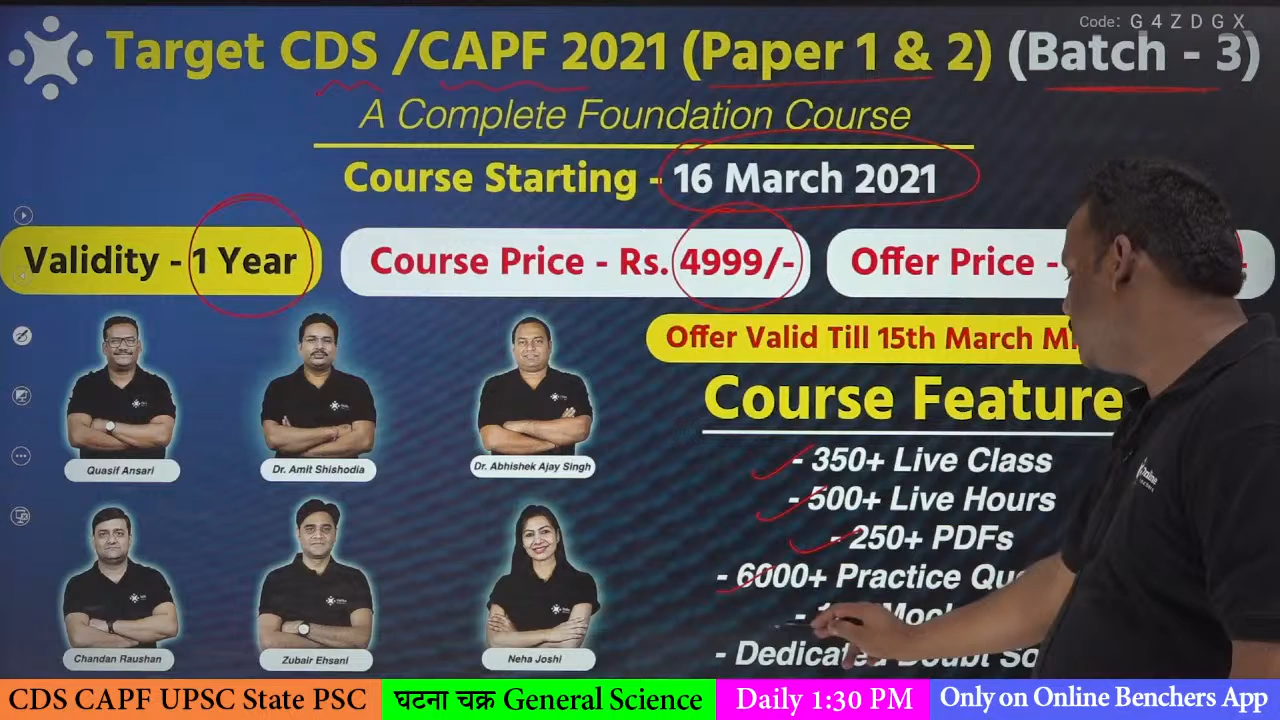 Code: G 4 Z D G X
Target CDS /CAPF 2021 (Paper 1 & 2) (Batch - 3)
A Complete Foundation Course
Course Starting - 16 March 2021
Validity - 1 Year
Course Price - Rs. 4999/-
Offer Price -
Offer Valid Till 15th March
Course Feature
- 350+ Live Class
- 500+ Live Hours
- 250+ PDFs
- 6000+ Practice
- Dedicated Doubt
Quasif Ansari
Dr. Amit Shishodia
Dr. Abhishek Ajay Singh
Chandan Raushan
Zubair Ehsani
Neha Joshi
CDS CAPF UPSC State PSC
घटना चक्र General Science
Daily 1:30 PM
Only on Online Benchers App